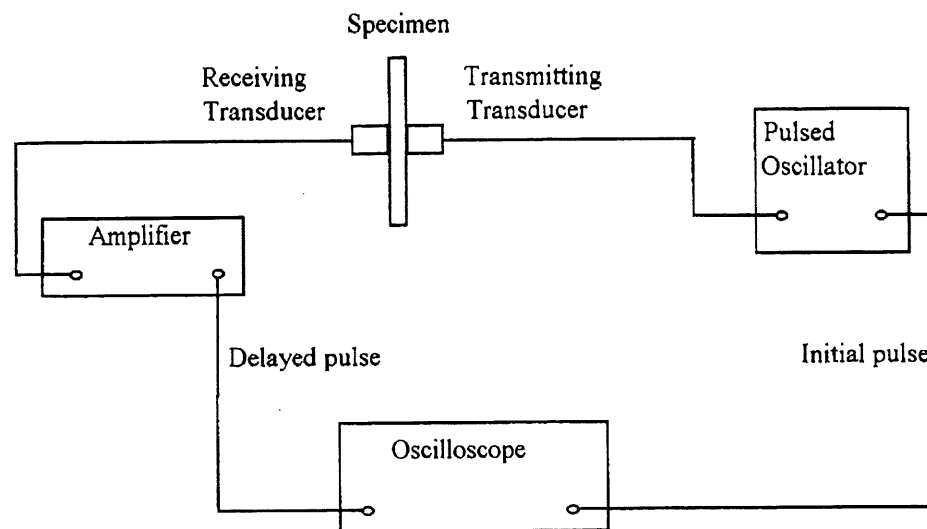 Specimen
Receiving
Transducer
Transmitting
Transducer
Pulsed
Oscillator
Amplifier
Delayed pulse
Initial pulse
Oscilloscope